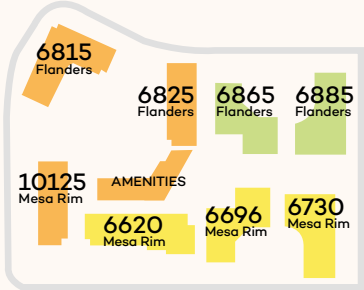 6815
Flanders
6825
Flanders
6865
Flanders
6885
Flanders
10125
Mesa Rim
AMENITIES
6620
Mesa Rim
6696
Mesa Rim
6730
Mesa Rim